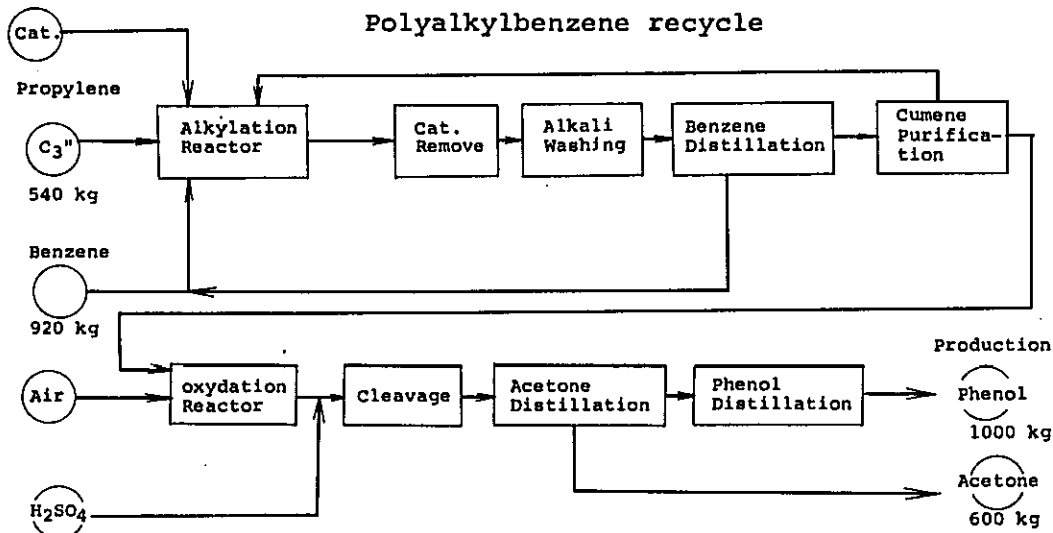 Polyalkylbenzene recycle
Cat.
Propylene
C₃"
540 kg
Alkylation
Reactor
Cat.
Remove
Alkali
Washing
Benzene
Distillation
Cumene
Purifica-
tion
Benzene
920 kg
Air
oxydation
Reactor
Cleavage
Acetone
Distillation
Phenol
Distillation
Production
Phenol
1000 kg
Acetone
600 kg
H₂SO₄